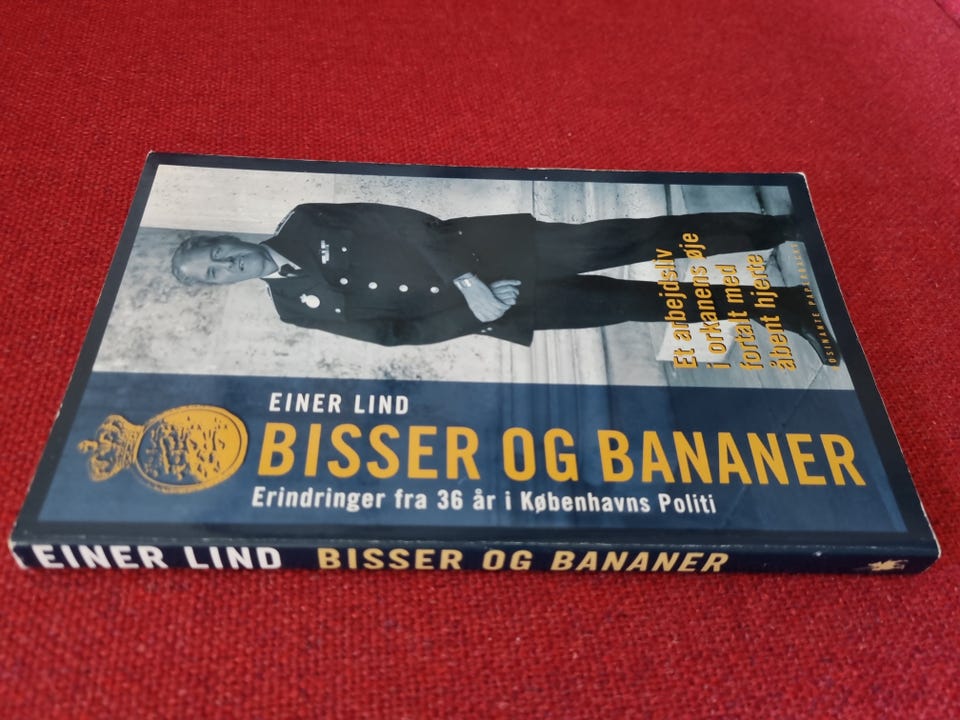 Et arbejdsliv
i orkanens øje
fortalt med
åbent hjerte
PAPERBACKS
EINER LIND
BISSER OG BANANER
Erindringer fra 36 år i Københavns Politi
EINER LIND BISSER OG BANANER